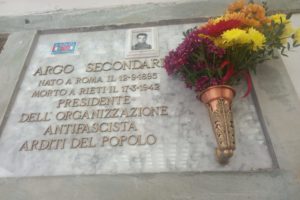 ARGO SECONDARI
NATO A ROMA IL 12-9-1895
MORTO A RIETI IL 17-3-1942
PRESIDENTE
DELL'ORGANIZZAZIONE
ANTIFASCISTA
ARDITI DEL POPOLO